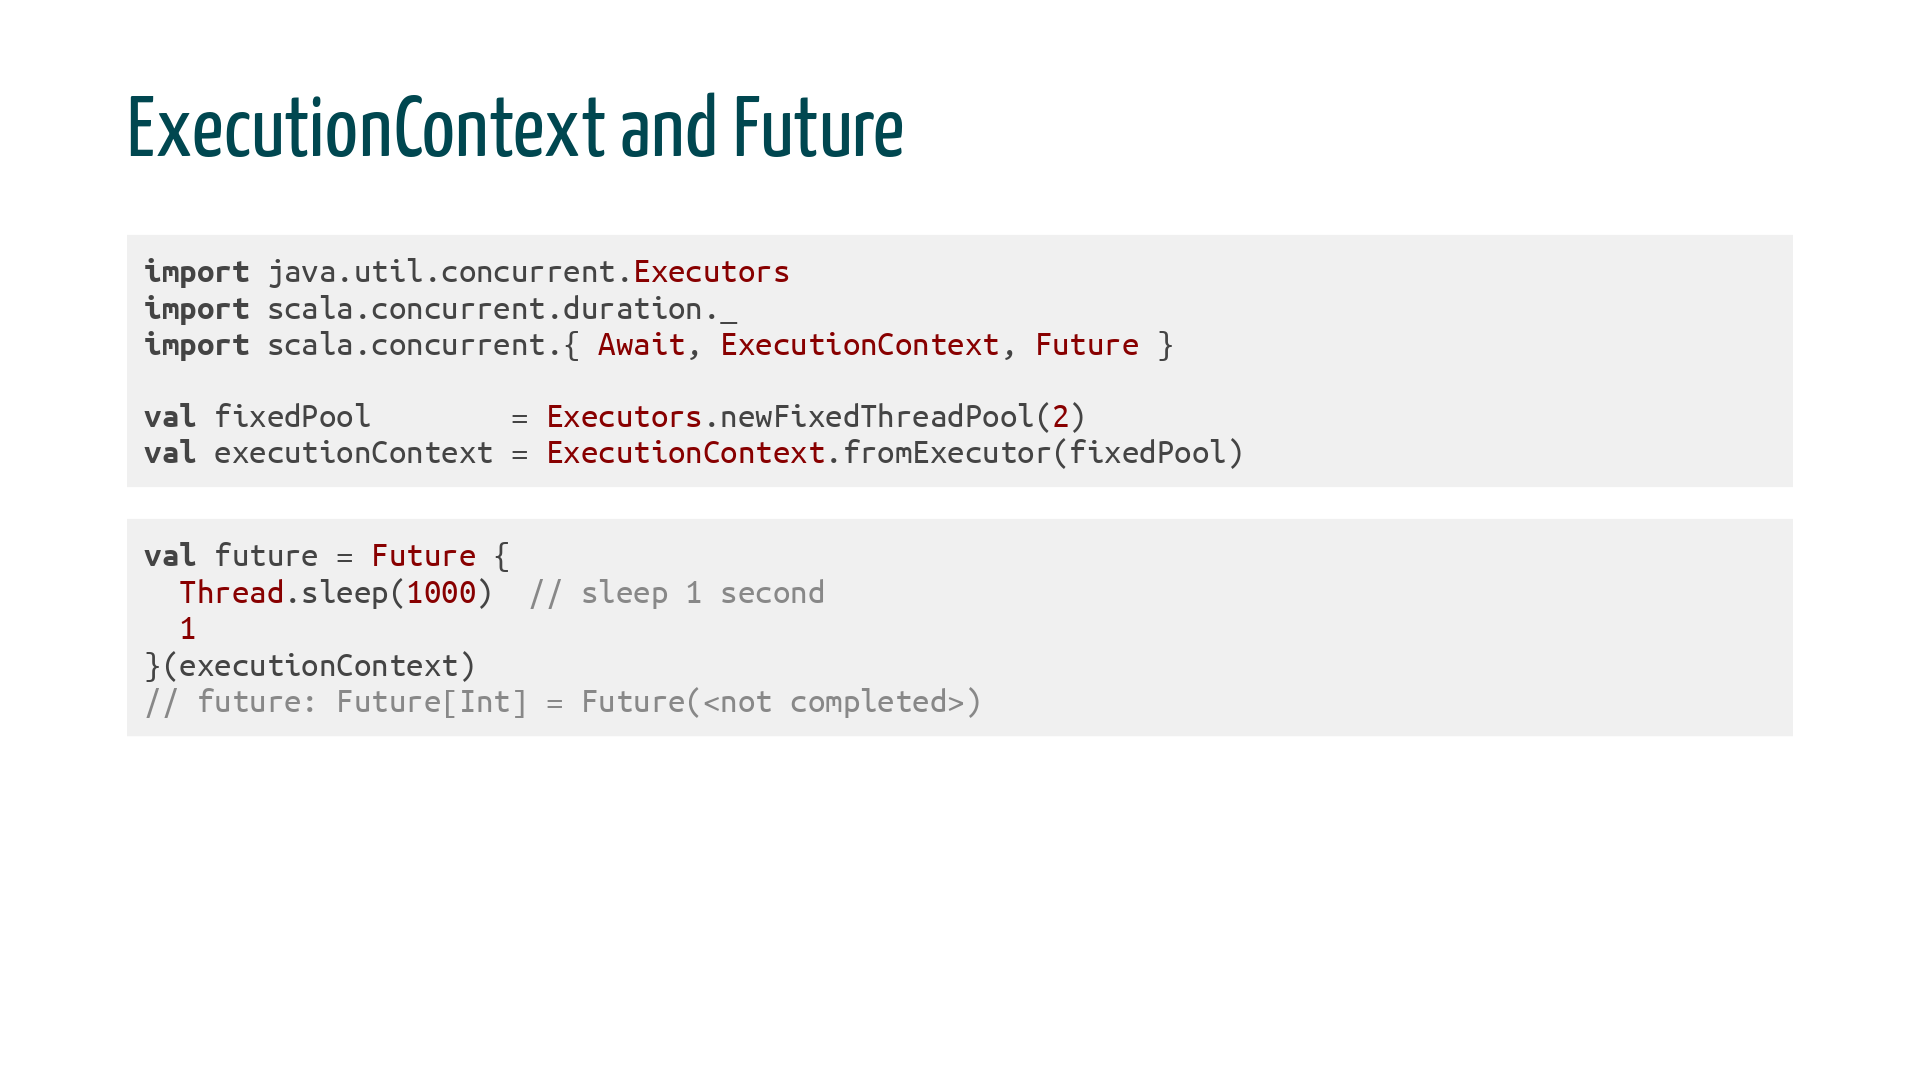 ExecutionContext and Future
import java.util.concurrent.Executors
import scala.concurrent.duration._
import scala.concurrent.{ Await, ExecutionContext, Future }
val fixedPool        = Executors.newFixedThreadPool(2)
val executionContext = ExecutionContext.fromExecutor(fixedPool)
val future = Future {
  Thread.sleep(1000)  // sleep 1 second
  1
}(executionContext)
// future: Future[Int] = Future(<not completed>)